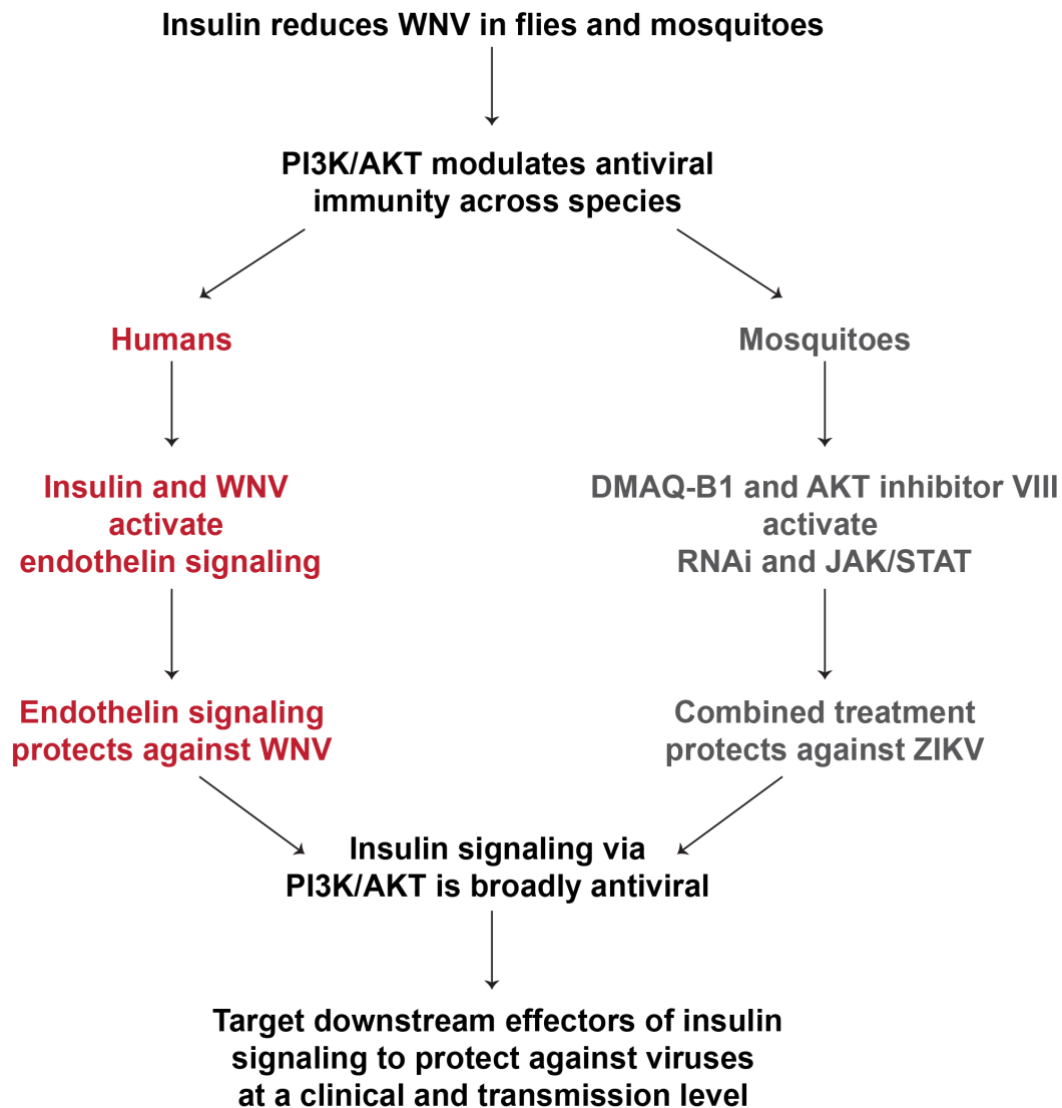 Insulin reduces WNV in flies and mosquitoes
PI3K/AKT modulates antiviral
immunity across species
Humans
Mosquitoes
Insulin and WNV
activate
endothelin signaling
DMAQ-B1 and AKT inhibitor VIII
activate
RNAi and JAK/STAT
Endothelin signaling
protects against WNV
Combined treatment
protects against ZIKV
Insulin signaling via
PI3K/AKT is broadly antiviral
Target downstream effectors of insulin
signaling to protect against viruses
at a clinical and transmission level